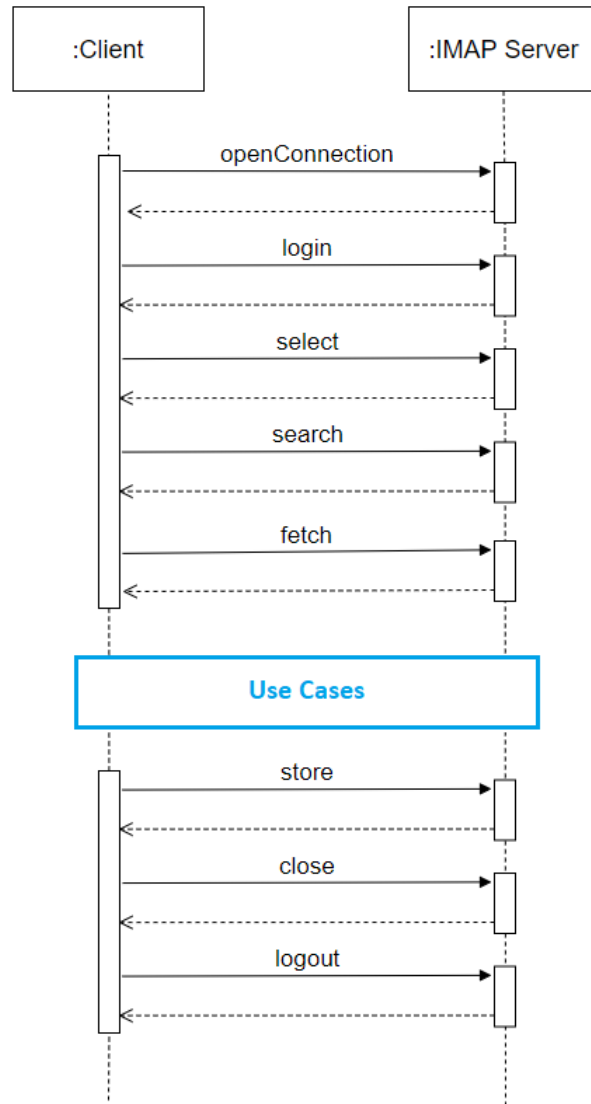 :Client
:IMAP Server
openConnection
login
select
search
fetch
Use Cases
store
close
logout